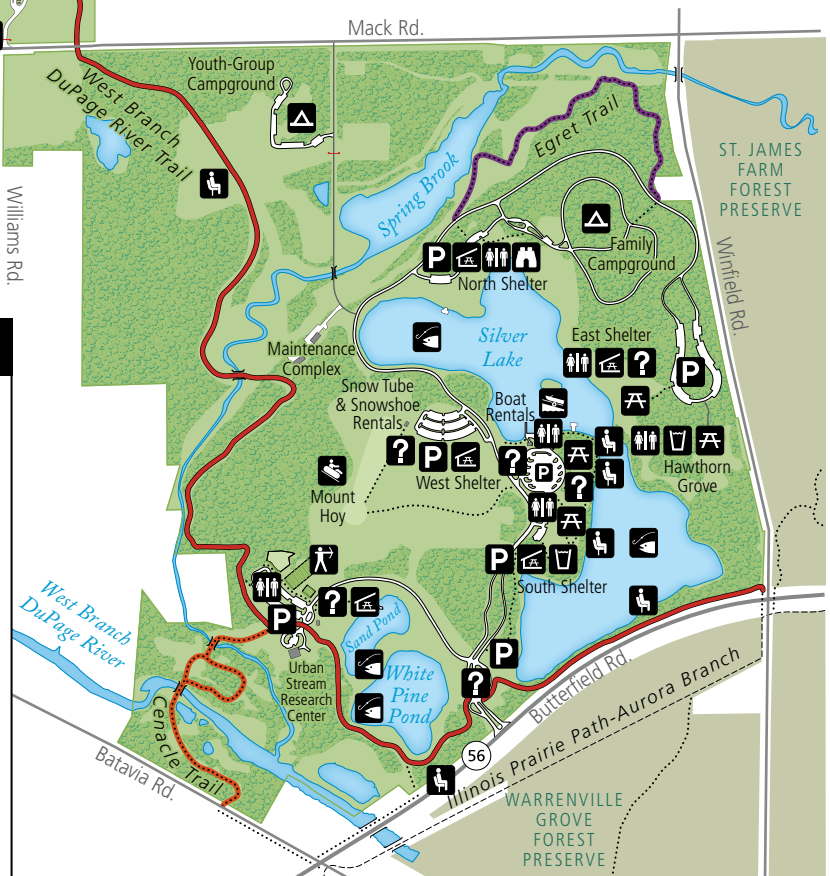 Mack Rd.
West Branch
DuPage River Trail
Youth-Group
Campground
Egret Trail
ST. JAMES
FARM
FOREST
PRESERVE
Spring Brook
Williams Rd.
Family
Campground
Winfield Rd.
P
North Shelter
Silver
Lake
East Shelter
?
P
Maintenance
Complex
Snow Tube
& Snowshoe
Rentals
Boat
Rentals
?
P
West Shelter
?
P
?
Hawthorn
Grove
Mount
Hoy
P
South Shelter
West Branch
DuPage River
?
P
Sand Pond
P
?
White
Pine
Pond
Urban
Stream
Research
Center
Cenacle Trail
Butterfield Rd.
Illinois Prairie Path-Aurora Branch
56
Batavia Rd.
WARRENVILLE
GROVE
FOREST
PRESERVE